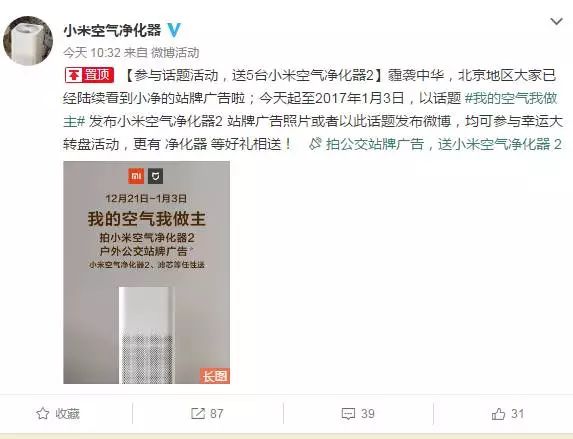 小米空气净化器
今天 10:32 来自 微博活动
置顶 【参与话题活动,送5台小米空气净化器2】霾袭中华,北京地区大家已
经陆续看到小净的站牌广告啦;今天起至2017年1月3日,以话题 #我的空气我做
主# 发布小米空气净化器2 站牌广告照片或者以此话题发布微博,均可参与幸运大
转盘活动,更有 净化器 等好礼相送! 拍公交站牌广告,送小米空气净化器 2
12月21日-1月3日
我的空气我做主
拍小米空气净化器2
户外公交站牌广告
小米空气净化器2、滤芯等任性送
长图
收藏
87
39
31